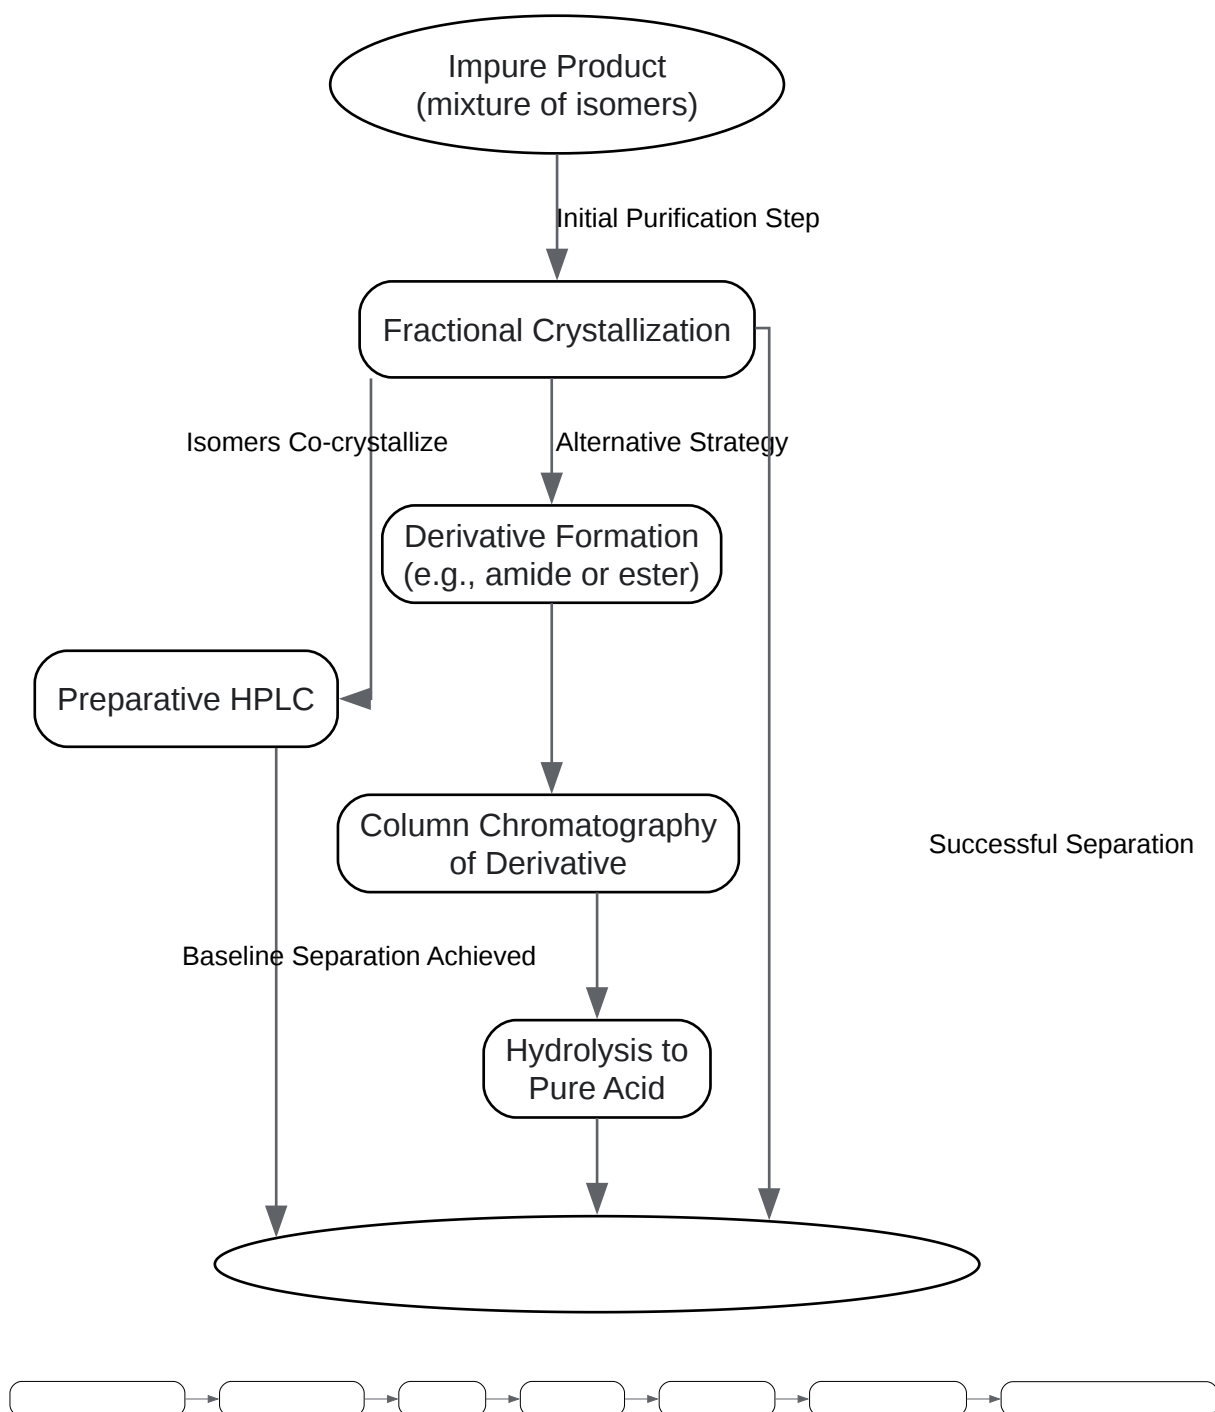 Impure Product
(mixture of isomers)
Initial Purification Step
Fractional Crystallization
Isomers Co-crystallize
Alternative Strategy
Derivative Formation
(e.g., amide or ester)
Preparative HPLC
Column Chromatography
of Derivative
Successful Separation
Baseline Separation Achieved
Hydrolysis to
Pure Acid